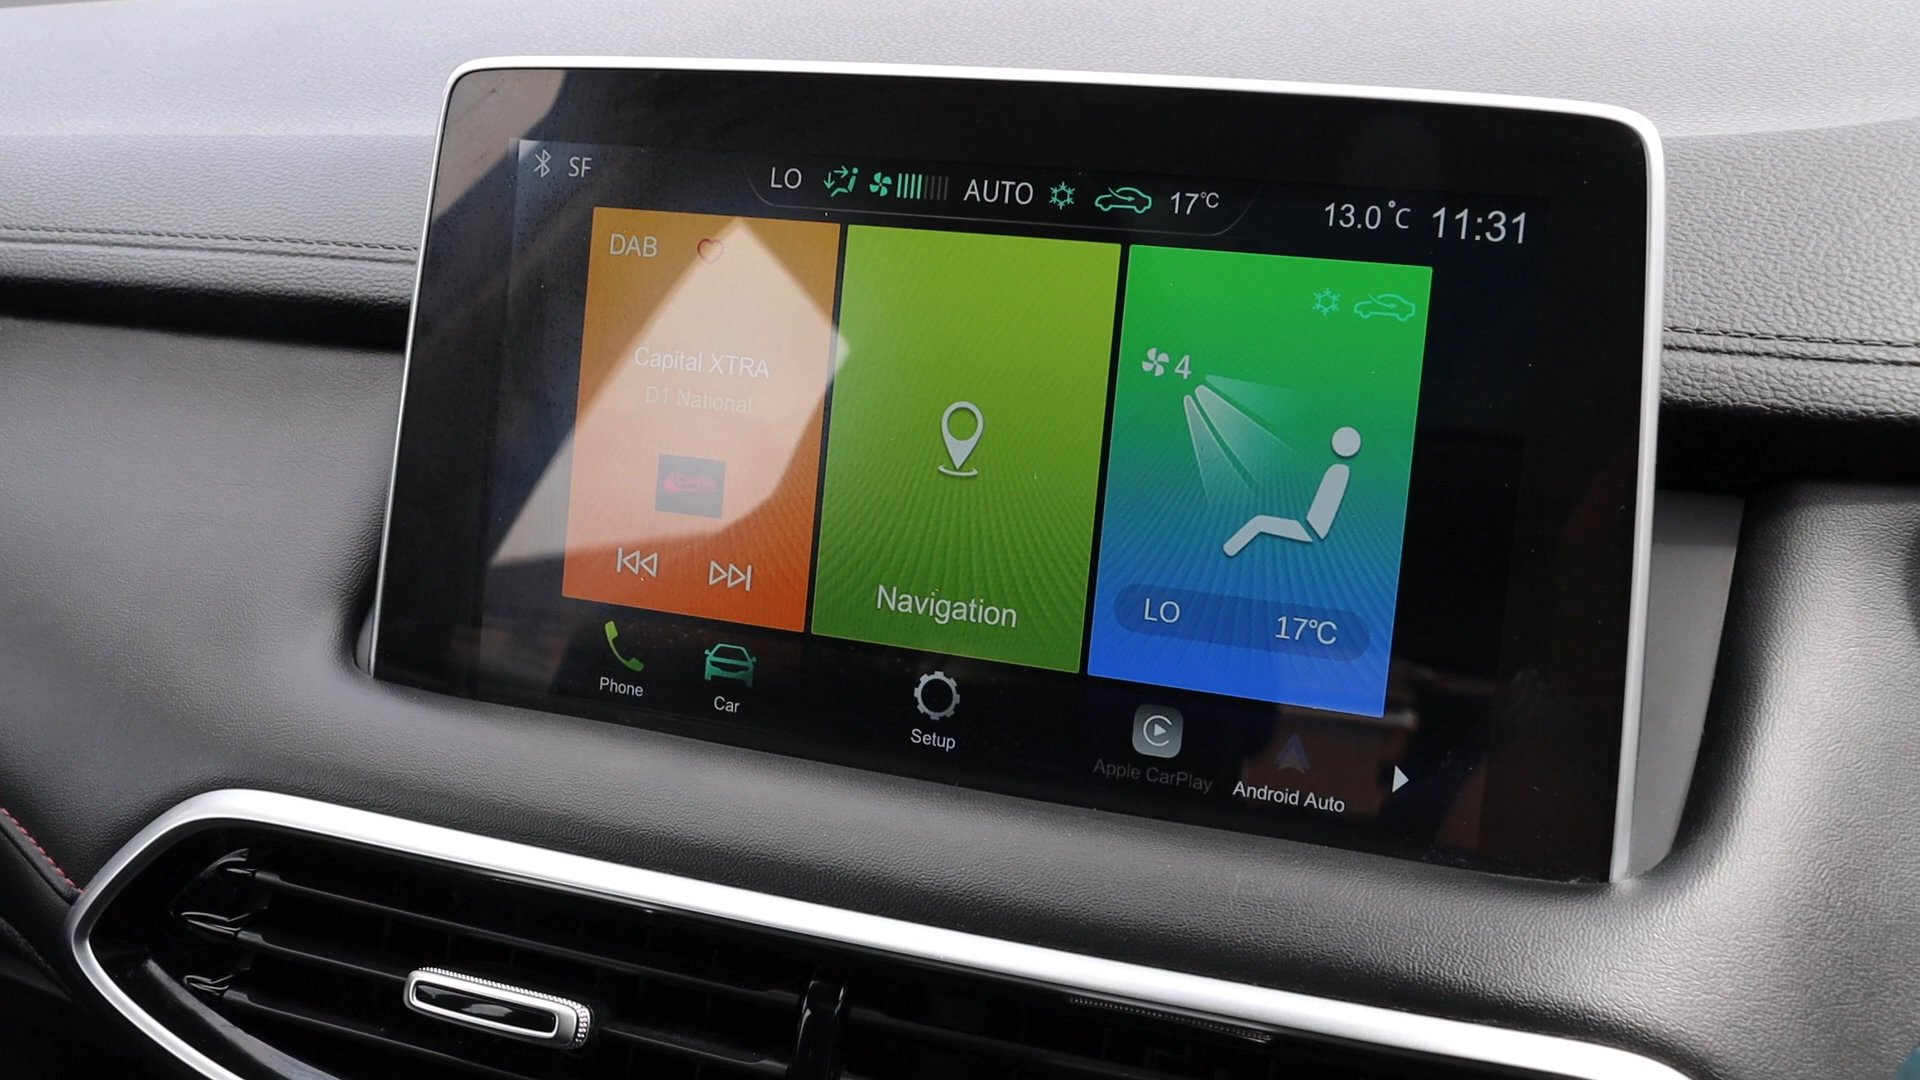 SF
LO AUTO 17°C
13.0°C 11:31
DAB
Capital XTRA
D1 National
Navigation
4
LO 17°C
Phone
Car
Setup
Apple CarPlay
Android Auto